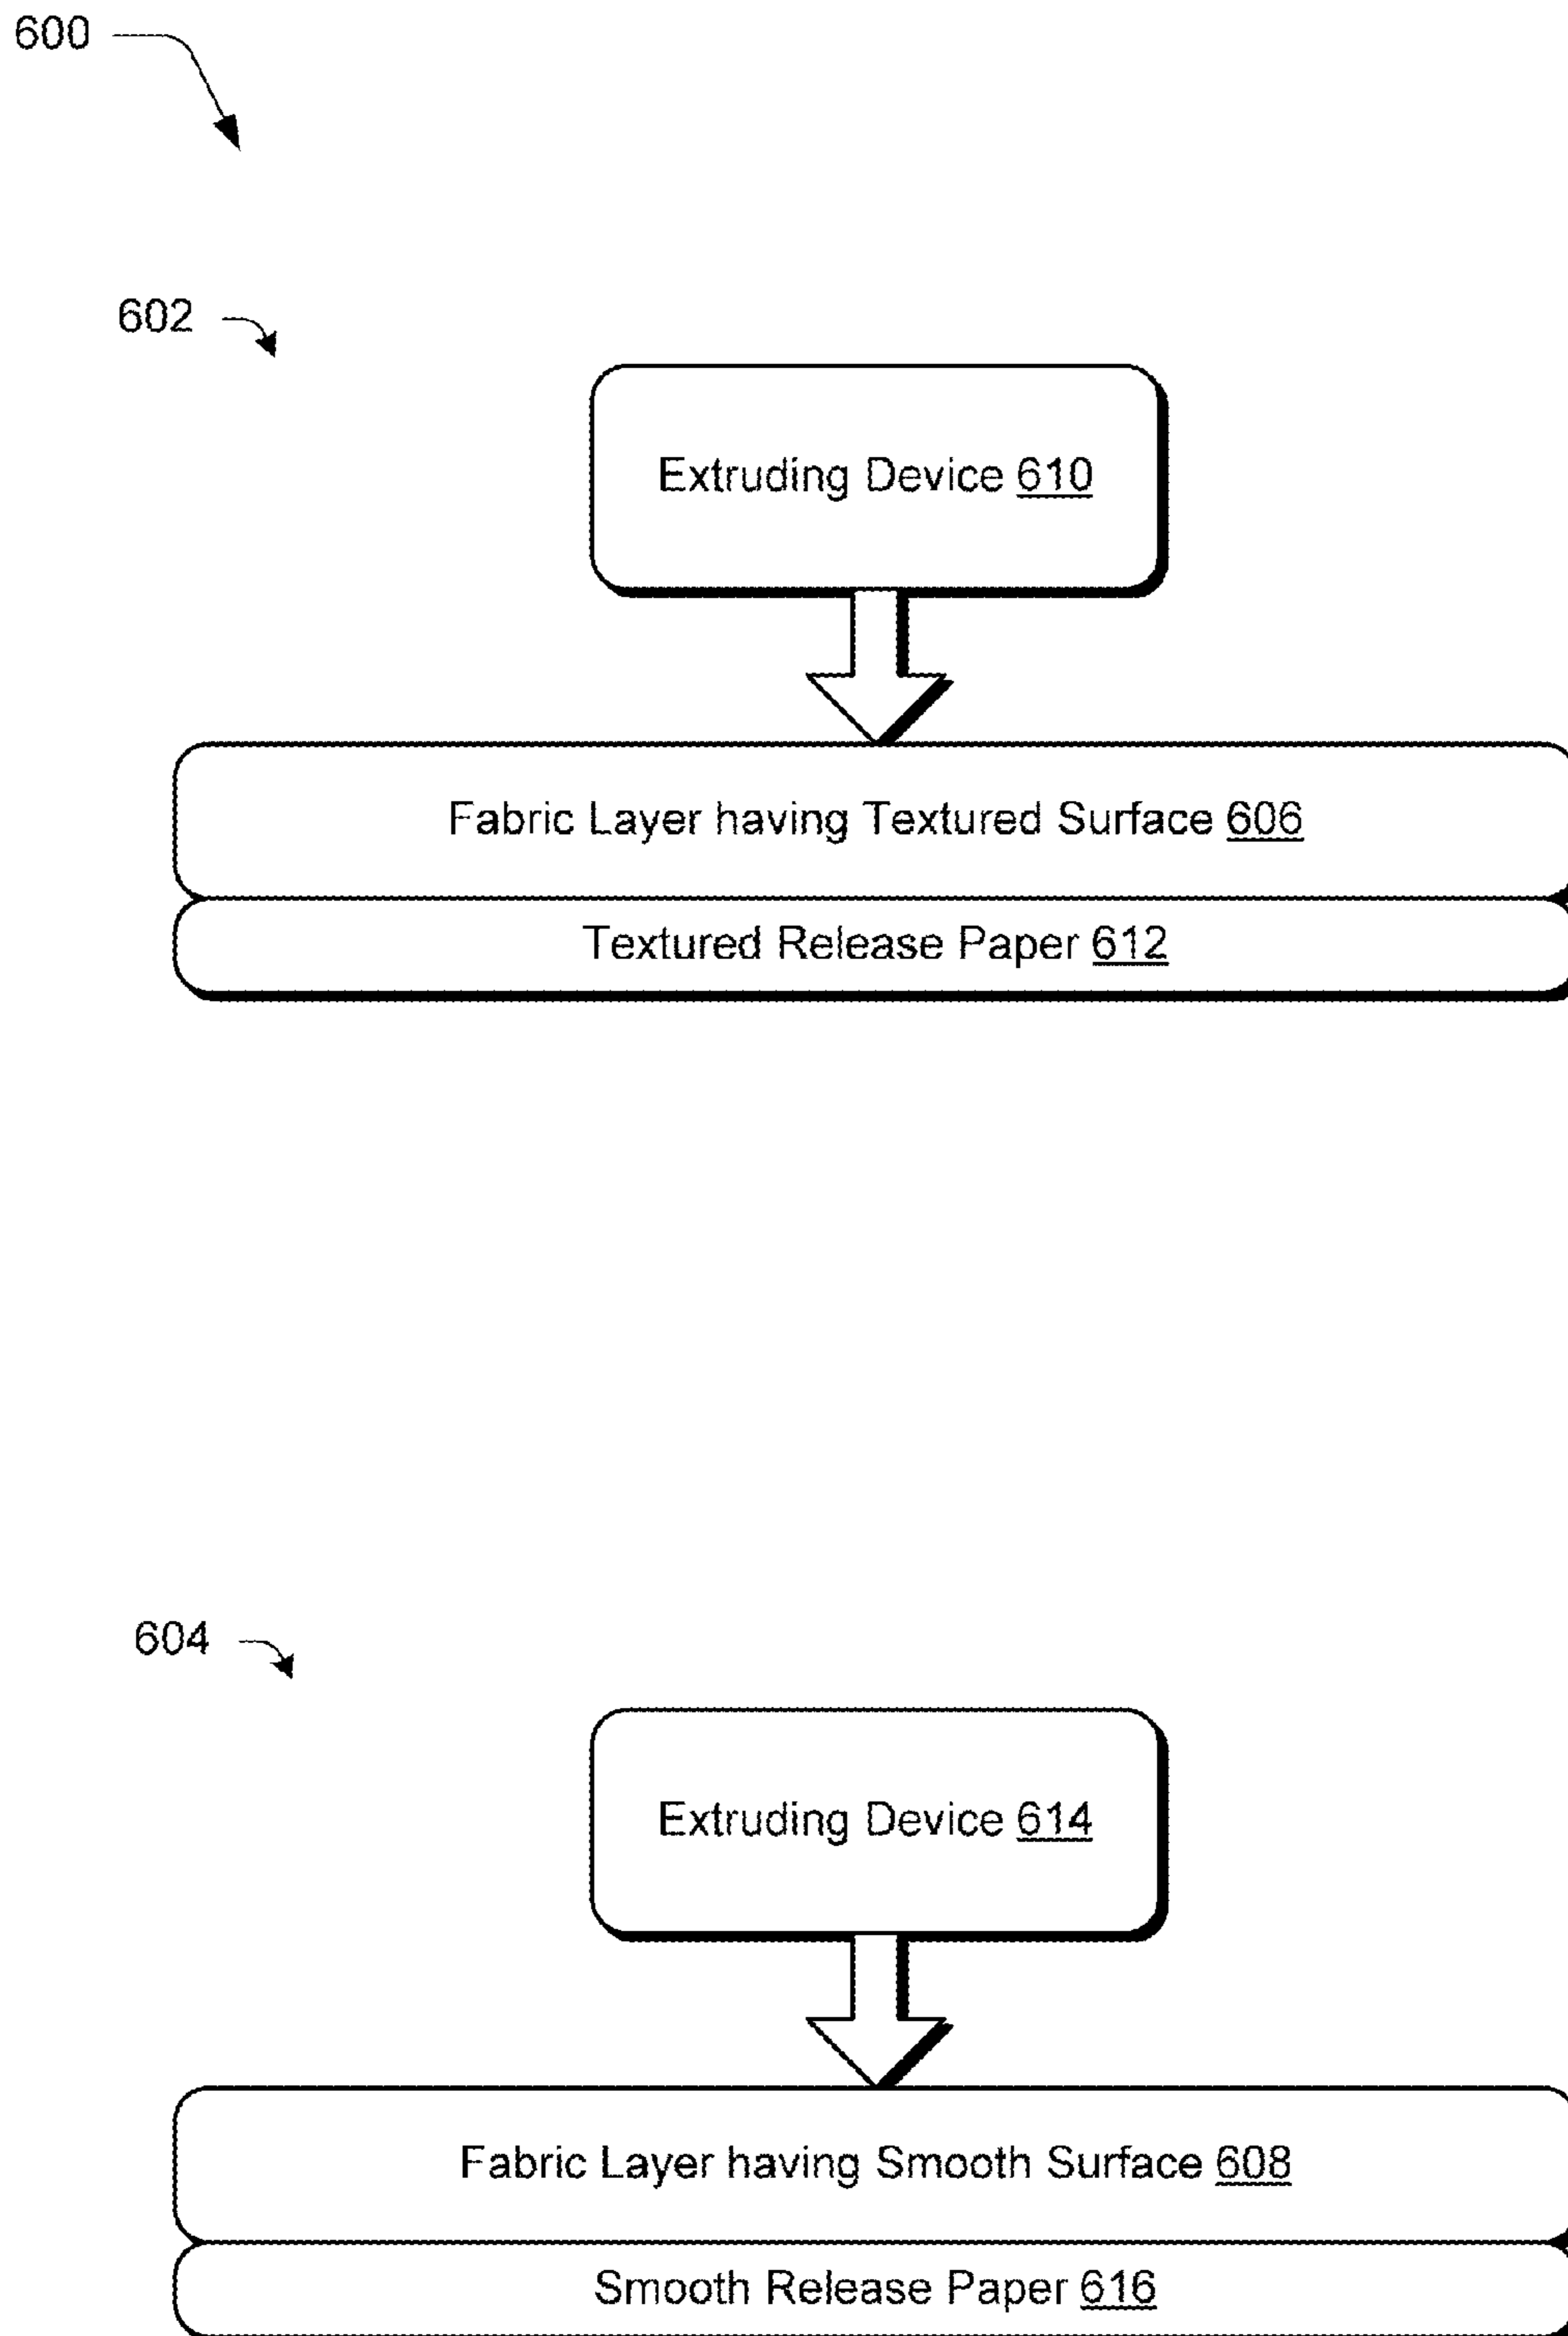 600
602
Extruding Device 610
Fabric Layer having Textured Surface 606
Textured Release Paper 612
604
Extruding Device 614
Fabric Layer having Smooth Surface 608
Smooth Release Paper 616